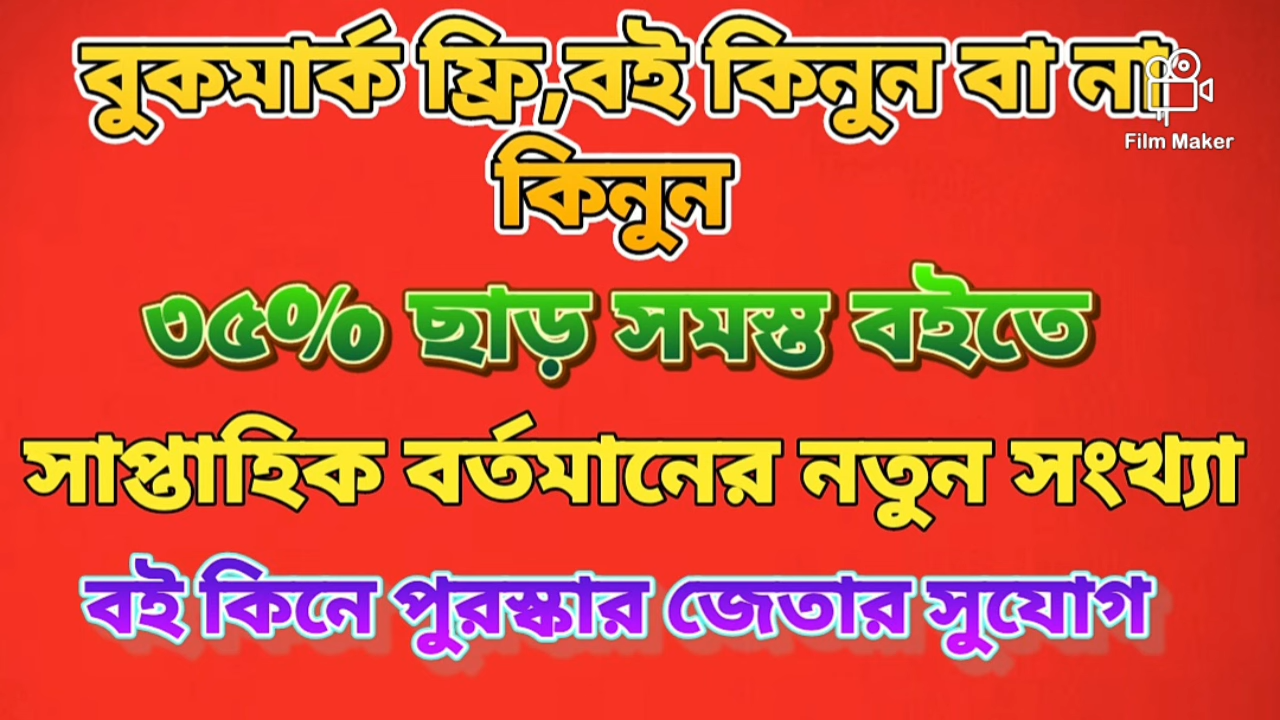 বুকমার্ক ফ্রি,বই কিনুন বা না
কিনুন
৩৫% ছাড় সমস্ত বইতে
সাপ্তাহিক বর্তমানের নতুন সংখ্যা
বই কিনে পুরস্কার জেতার সুযোগ
Film Maker